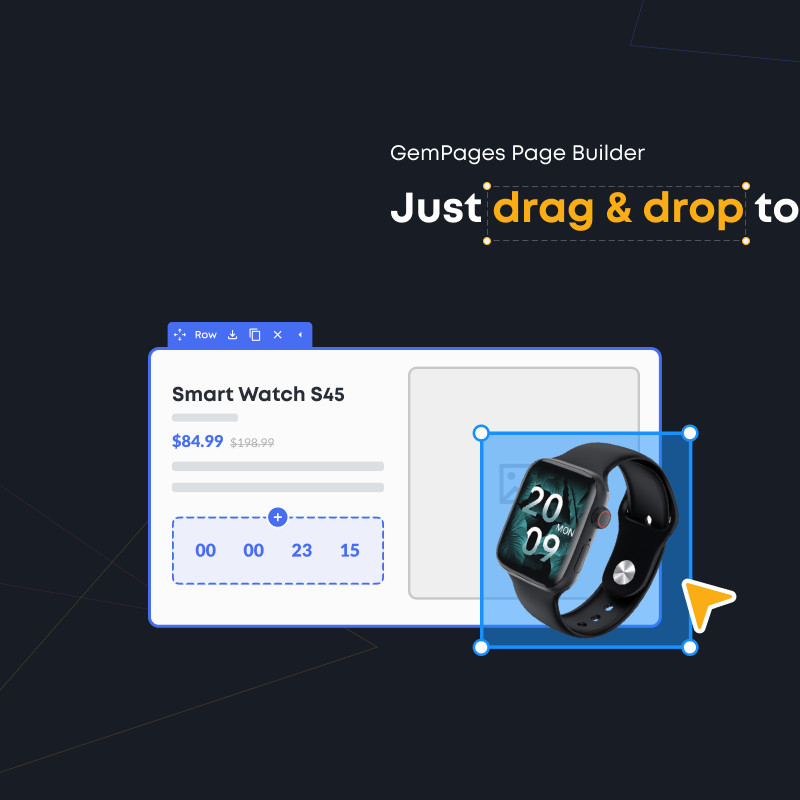 GemPages Page Builder
Just drag & drop to
Row
Smart Watch S45
$84.99 $198.99
00 00 23 15
20
MON
09